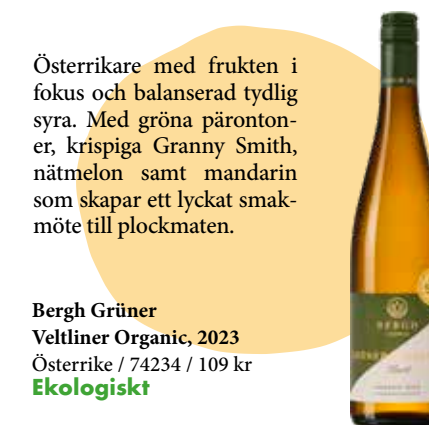 Österrikare med frukten i
fokus och balanserad tydlig
syra. Med gröna päronton-
er, krispiga Granny Smith,
nätmelon samt mandarin
som skapar ett lyckat smak-
möte till plockmaten.
Bergh Grüner
Veltliner Organic, 2023
Österrike / 74234 / 109 kr
Ekologiskt
BERGH